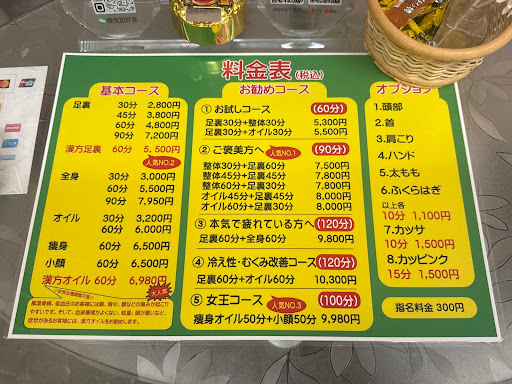 微信加好友
料金表(税込)
基本コース
足裏 30分 2,800円
45分 3,800円
60分 4,800円
90分 7,200円
漢方足裏 60分 5,500円
人気NO.2
全身 30分 3,000円
60分 5,500円
90分 7,950円
オイル 30分 3,200円
60分 6,000円
痩身 60分 6,500円
小顔 60分 6,500円
漢方オイル 60分 6,980円
大人気
お勧めコース
① お試しコース (60分)
足裏30分+整体30分 5,300円
足裏30分+オイル30分 5,500円
② ご褒美方へ 人気NO.1 (90分)
整体30分+足裏60分 7,500円
整体45分+足裏45分 7,800円
整体60分+足裏30分 7,800円
オイル45分+足裏45分 8,000円
オイル60分+足裏30分 8,000円
③ 本気で疲れている方へ (120分)
足裏60分+全身60分 9,800円
④ 冷え性・むくみ改善コース (120分)
足裏60分+オイル60分 10,300円
⑤ 女王コース 人気NO.3 (100分)
痩身オイル50分+小顔50分 9,980円
オプション
1.頭部
2.首
3.肩こり
4.ハンド
5.太もも
6.ふくらはぎ
以上各
10分 1,100円
7.カッサ
10分 1,500円
8.カッピンク
15分 1,500円
指名料金 300円